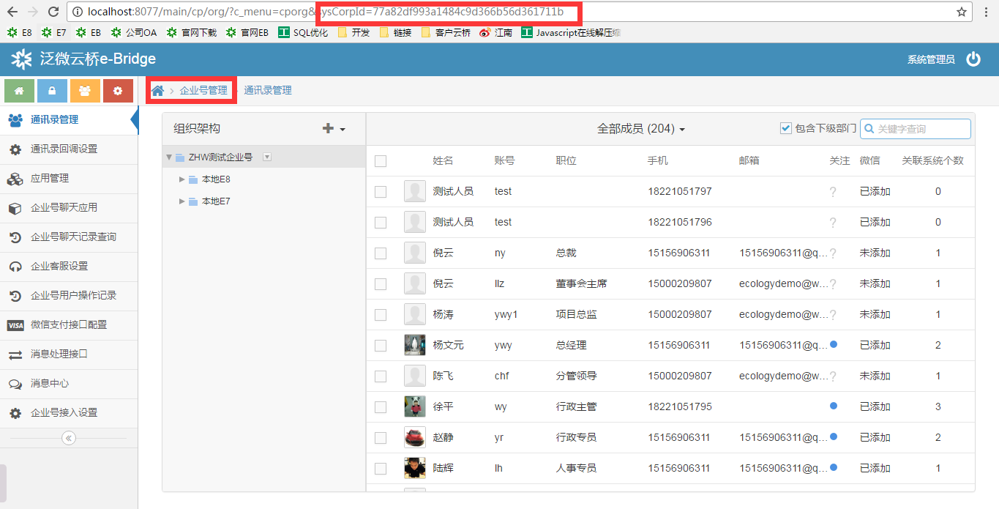 localhost:8077/main/cp/org/?c_menu=cporg&sysCorpId=77a82df993a1484c9d366b56d361711b
E8 E7 EB 公司OA 官网下载 官网EB SQL优化 开发 链接 客户云桥 江南 Javascript在线解压缩
泛微云桥e-Bridge 系统管理员
企业号管理 通讯录管理
通讯录管理
通讯录回调设置
应用管理
企业号聊天应用
企业号聊天记录查询
企业客服设置
企业号用户操作记录
VISA 微信支付接口配置
消息处理接口
消息中心
企业号接入设置
组织架构
ZHW测试企业号
本地E8
本地E7
全部成员 (204) 包含下级部门 关键字查询
姓名 账号 职位 手机 邮箱 关注 微信 关联系统个数
测试人员 test 18221051797 ? 已添加 0
测试人员 test 18221051796 ? 已添加 0
倪云 ny 总裁 15156906311 15156906311@q... ? 未添加 1
倪云 llz 董事会主席 15000209807 ecologydemo@w... ? 未添加 1
杨涛 ywy1 项目总监 15000209807 ecologydemo@w... ? 未添加 1
杨文元 ywy 总经理 15156906311 15156906311@q... 已添加 2
陈飞 chf 分管领导 15000209807 ecologydemo@w... ? 未添加 1
徐平 wy 行政主管 18221051795 已添加 3
赵静 yr 行政专员 15156906311 15156906311@q... 已添加 2
陆辉 lh 人事专员 15156906311 15156906311@q... 已添加 1